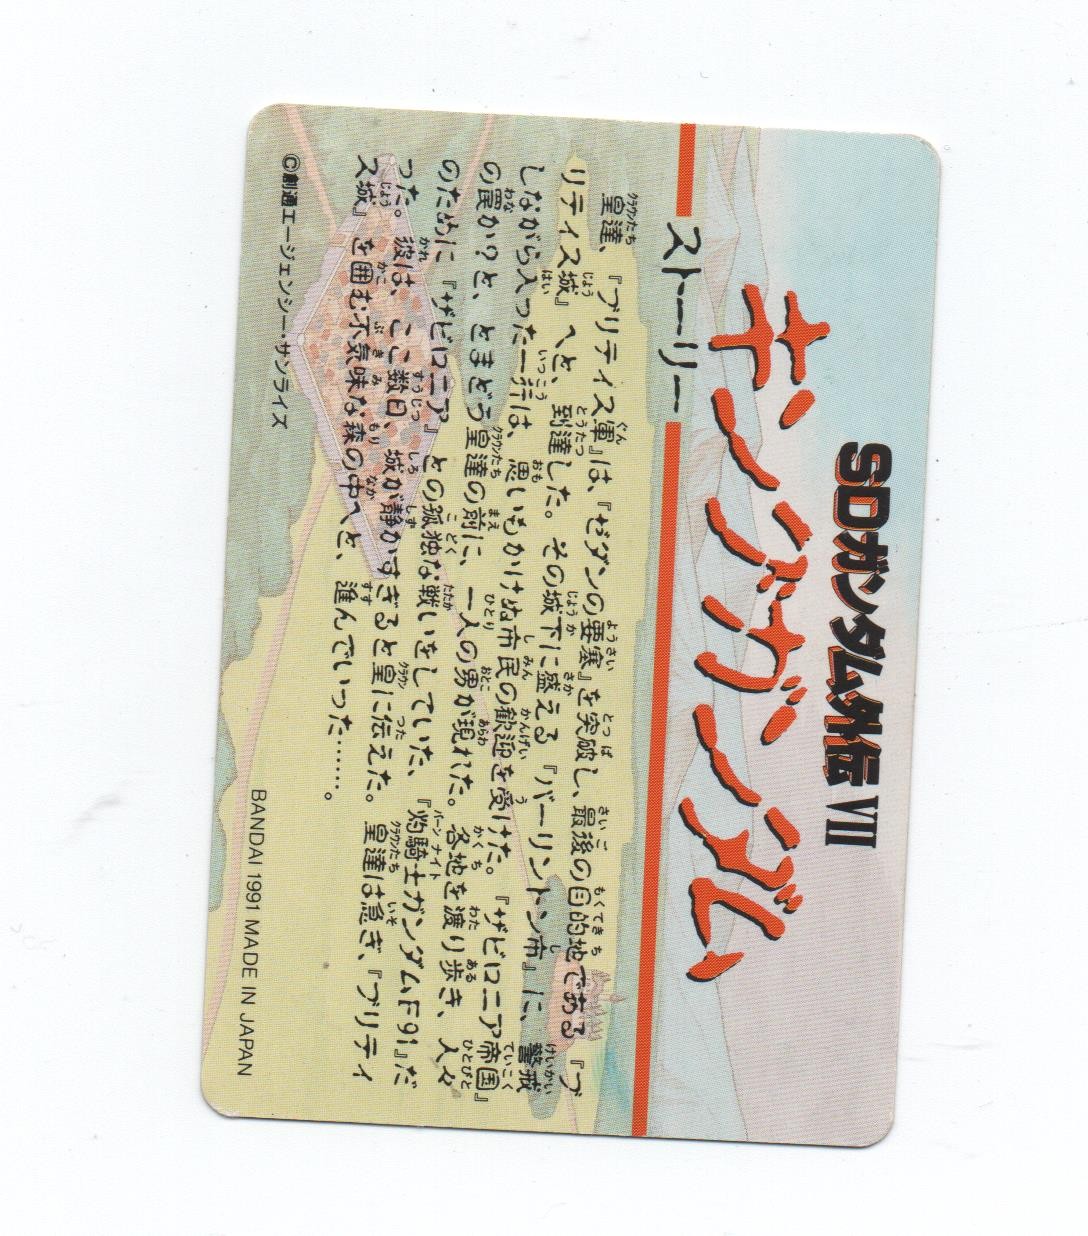 SDガンダム外伝 VII
キングガンダム
ストーリー
皇達、『ブリティス軍』は、『ゼダンの要塞』を突破し、最後の目的地である『ブ
リティス城』へと、到達した。その城下に盛える『バーリントン市』に、警戒
しながら入った一行は、思いもかけぬ市民の歓迎を受けた。『ザビロニア帝国』
の罠か?と、とまどう皇達の前に、一人の男が現れた。各地を渡り歩き、人々
のために『ザビロニア』との孤独な戦いをしていた、『灼騎士ガンダムF91』だ
った。彼は、ここ数日、城が静かすぎると皇に伝えた。皇達は急ぎ、『ブリティ
ス城』を囲む不気味な森の中へと、進んでいった……。
©創通エージェンシー・サンライズ
BANDAI 1991 MADE IN JAPAN